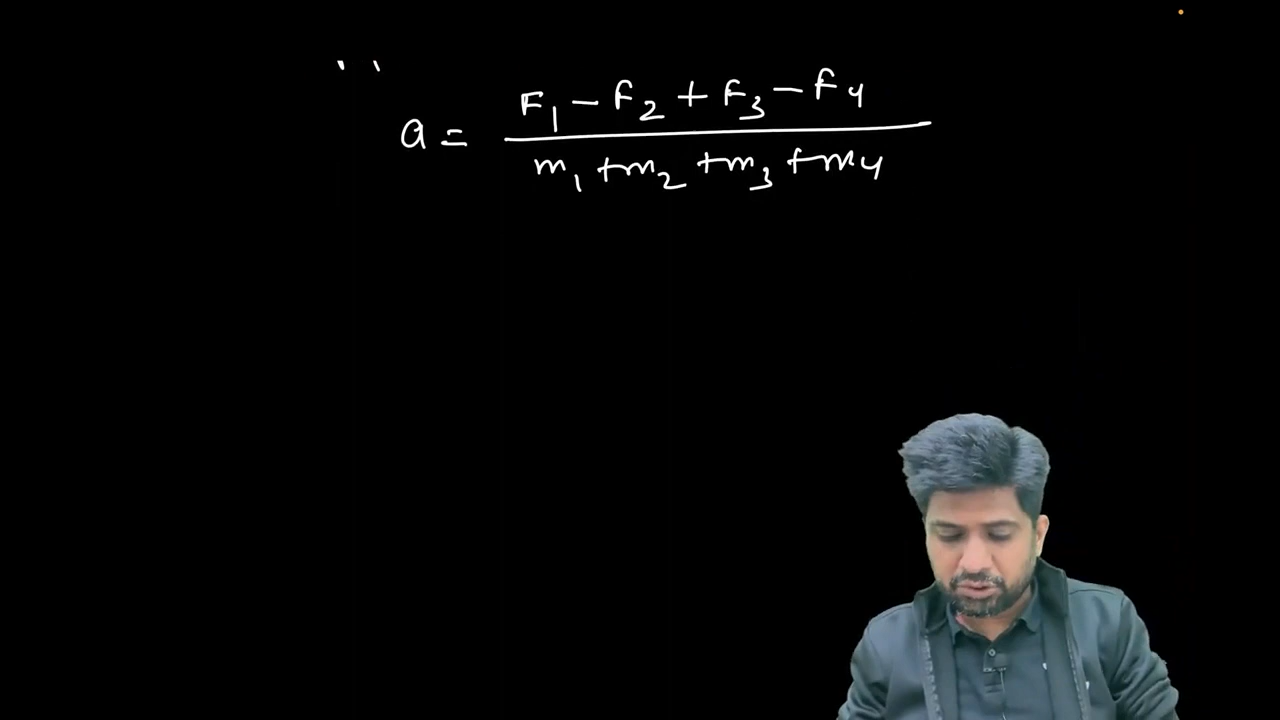 a = F₁ - F₂ + F₃ - F₄
m₁ + m₂ + m₃ + m₄